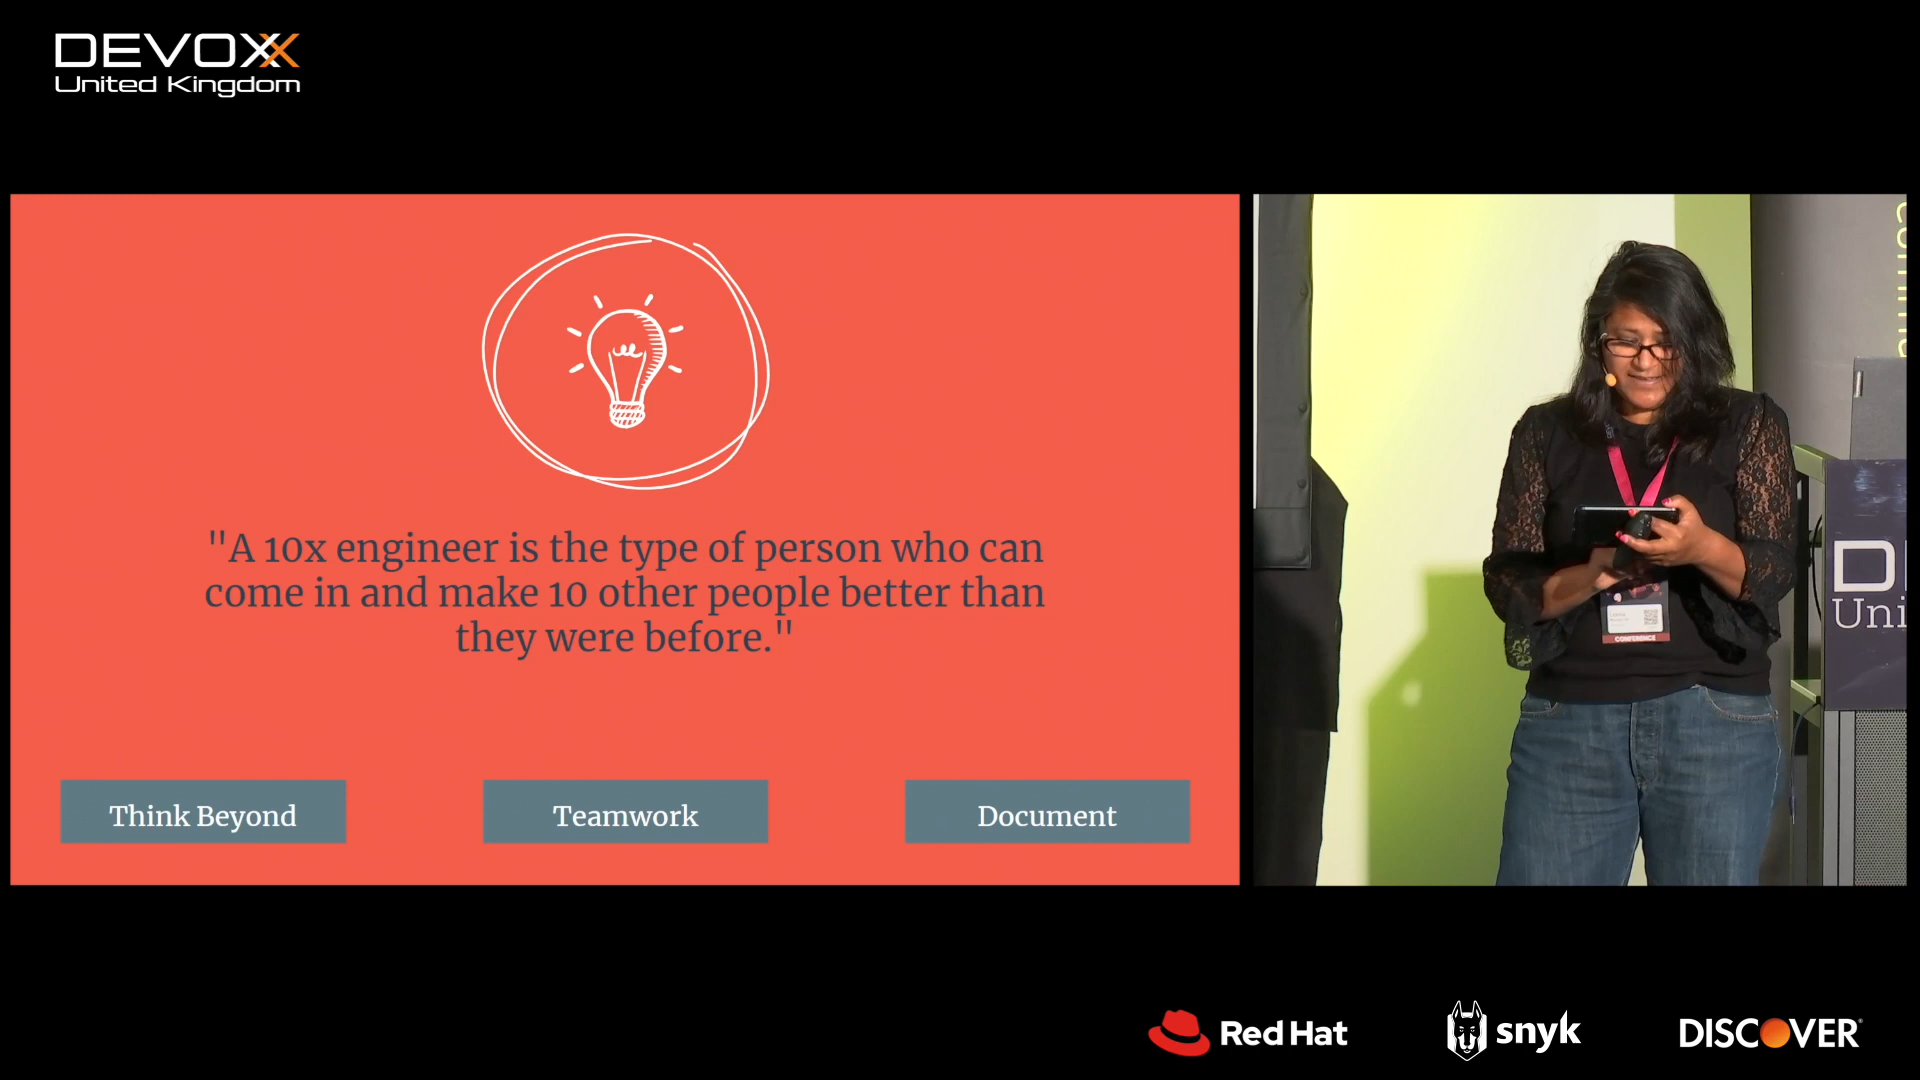 DEVOXX
United Kingdom
"A 10x engineer is the type of person who can
come in and make 10 other people better than
they were before."
Think Beyond
Teamwork
Document
CONFERENCE
D
Uni
Red Hat
snyk
DISCOVER